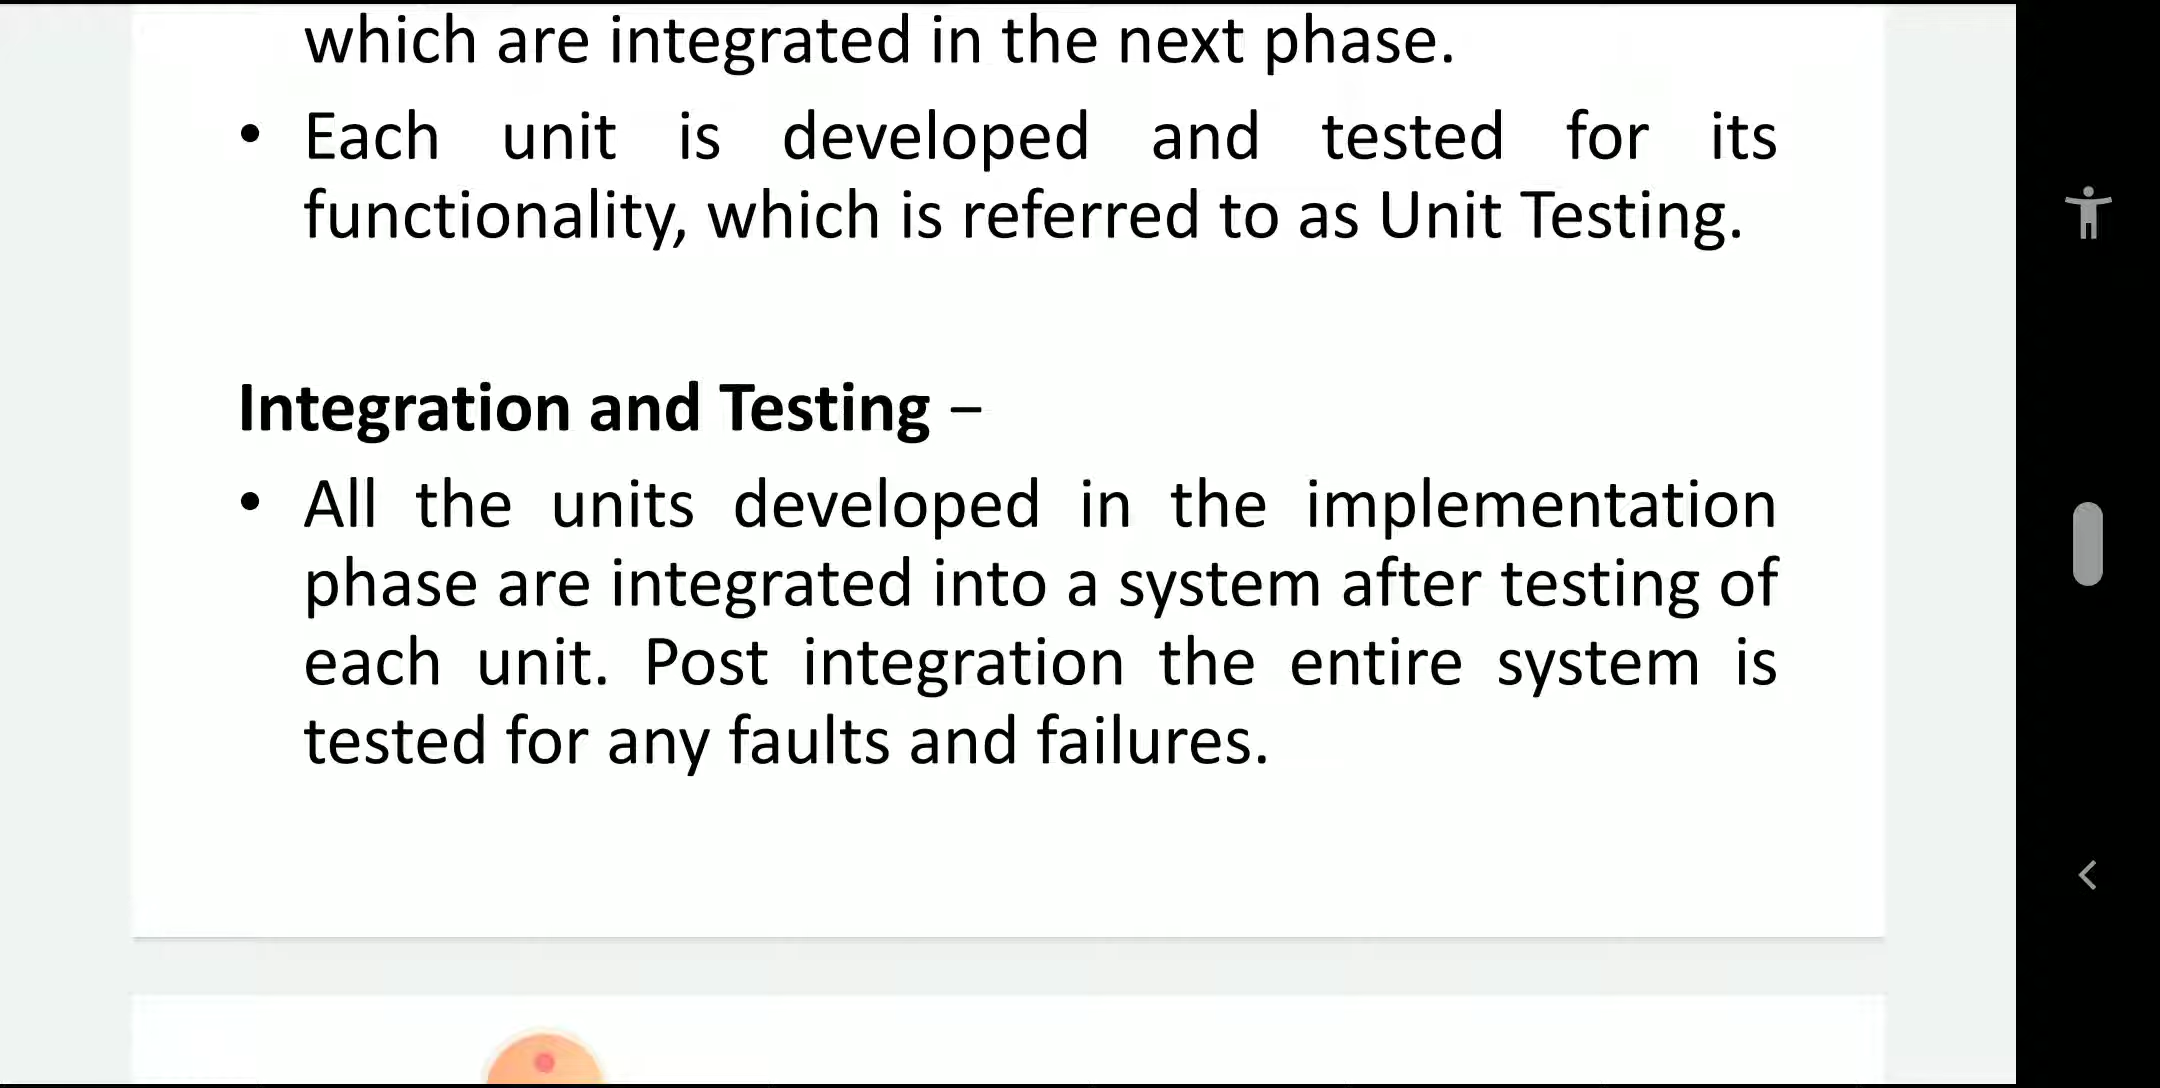 which are integrated in the next phase.
• Each unit is developed and tested for its
functionality, which is referred to as Unit Testing.
Integration and Testing –
• All the units developed in the implementation
phase are integrated into a system after testing of
each unit. Post integration the entire system is
tested for any faults and failures.